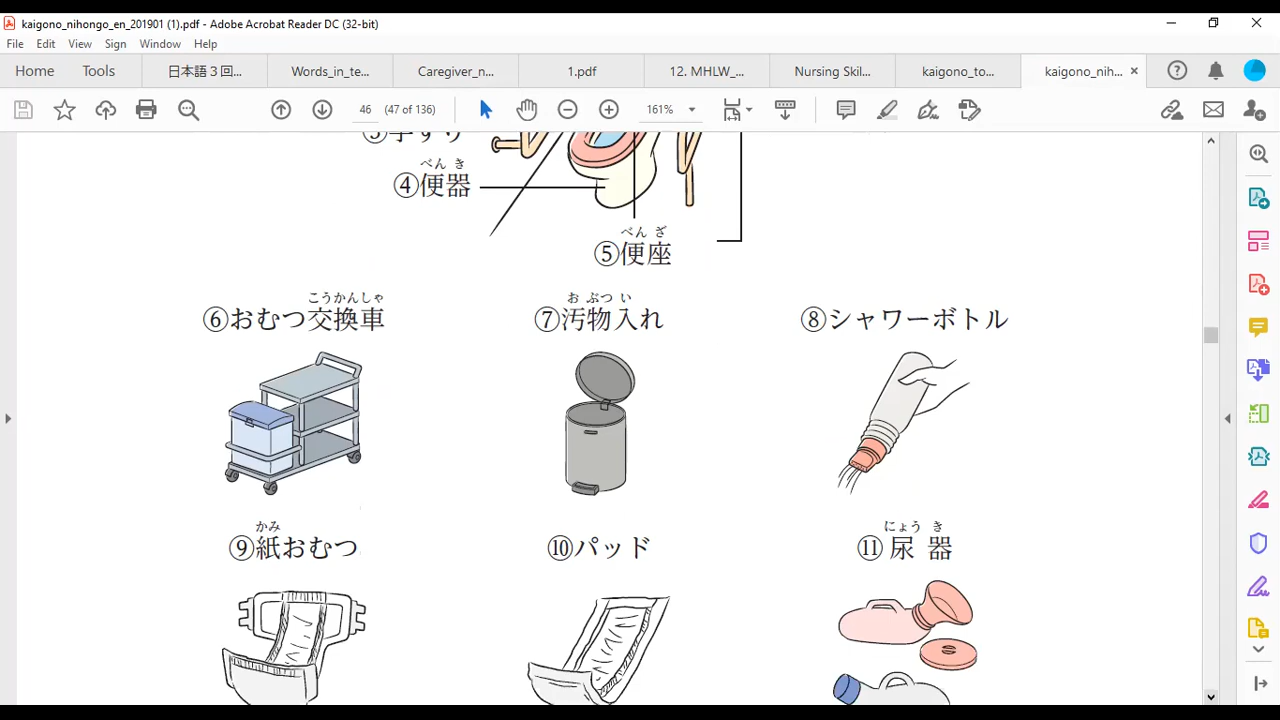 kaigono_nihongo_en_201901 (1).pdf - Adobe Acrobat Reader DC (32-bit)
File Edit View Sign Window Help
Home Tools 日本語３回... Words_in_te... Caregiver_n... 1.pdf 12. MHLW_... Nursing Skil... kaigono_to... kaigono_nih... ×
46 (47 of 136) 161%
③手すり
べん き
④便器
べん ざ
⑤便座
こうかんしゃ
⑥おむつ交換車
お ぶつ い
⑦汚物入れ
⑧シャワーボトル
かみ
⑨紙おむつ
⑩パッド
にょう き
⑪尿器